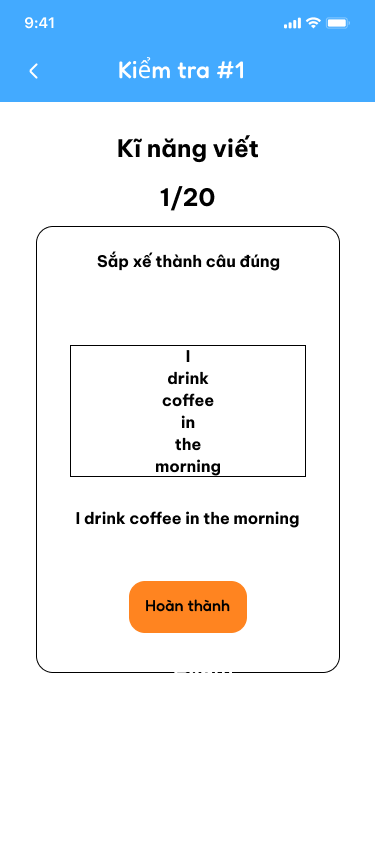 9:41
Kiểm tra #1
Kĩ năng viết
1/20
Sắp xế thành câu đúng
I
drink
coffee
in
the
morning
I drink coffee in the morning
Hoàn thành